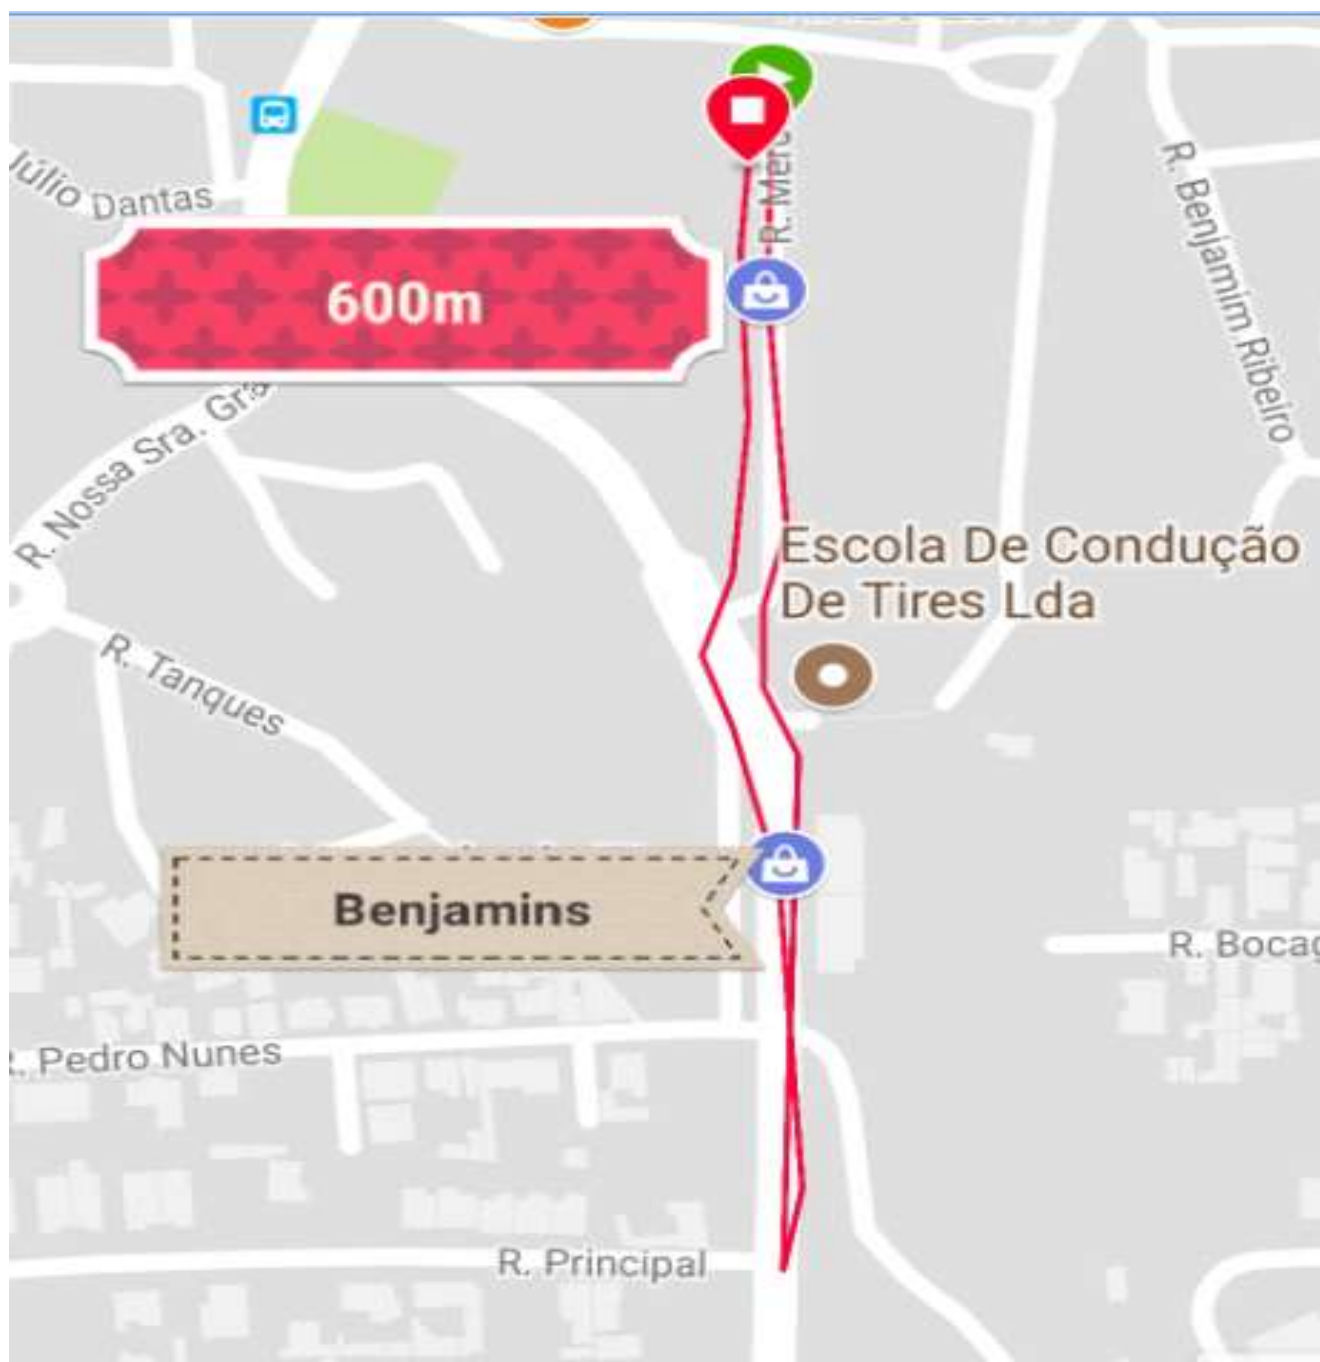 R. Merc
Júlio Dantas
R. Benjamim Ribeiro
600m
R. Nossa Sra. Gra
Escola De Condução
De Tires Lda
R. Tanques
Benjamins
R. Bocag
R. Pedro Nunes
R. Principal